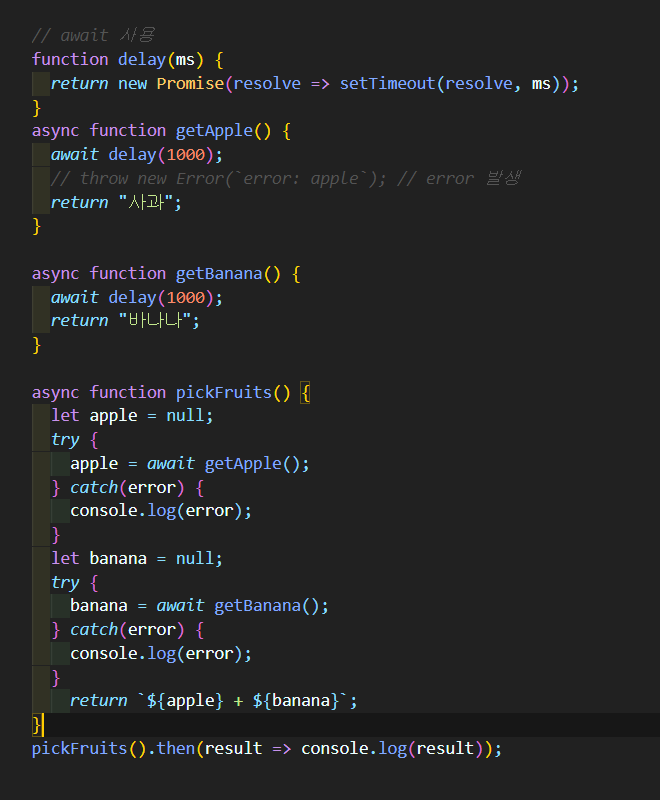 // await 사용
function delay(ms) {
  return new Promise(resolve => setTimeout(resolve, ms));
}
async function getApple() {
  await delay(1000);
  // throw new Error(`error: apple`); // error 발생
  return "사과";
}

async function getBanana() {
  await delay(1000);
  return "바나나";
}

async function pickFruits() {
  let apple = null;
  try {
    apple = await getApple();
  } catch(error) {
    console.log(error);
  }
  let banana = null;
  try {
    banana = await getBanana();
  } catch(error) {
    console.log(error);
  }
    return `${apple} + ${banana}`;
}
pickFruits().then(result => console.log(result));